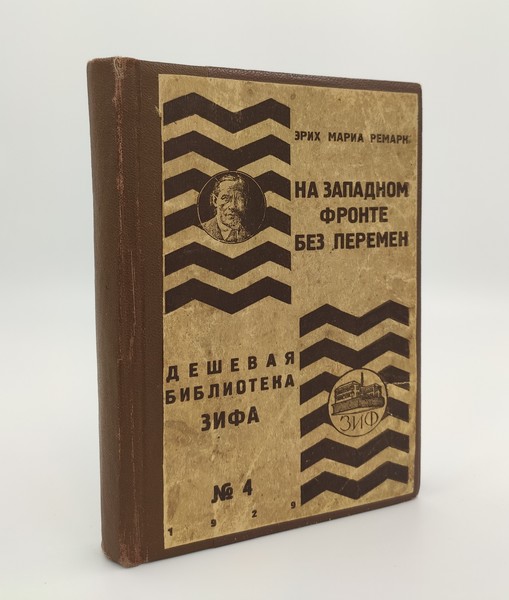 ЭРИХ МАРИА РЕМАРК
НА ЗАПАДНОМ
ФРОНТЕ
БЕЗ ПЕРЕМЕН
ДЕШЕВАЯ
БИБЛИОТЕКА
ЗИФА
ЗИФ
№ 4
1929